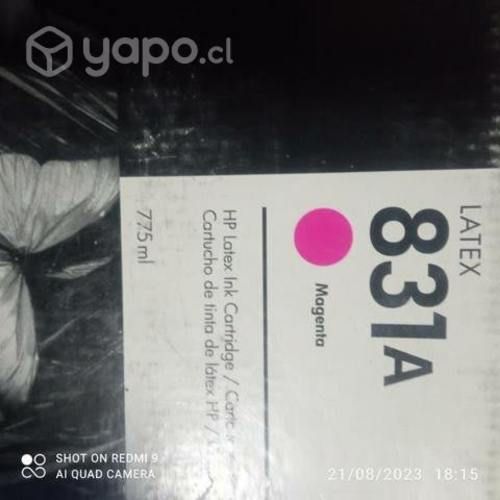 yapo.cl
LATEX
831A
Magenta
HP Latex Ink Cartridge /
Cartucho de tinta de látex HP /
775 ml
SHOT ON REDMI 9
AI QUAD CAMERA
21/08/2023 18:15